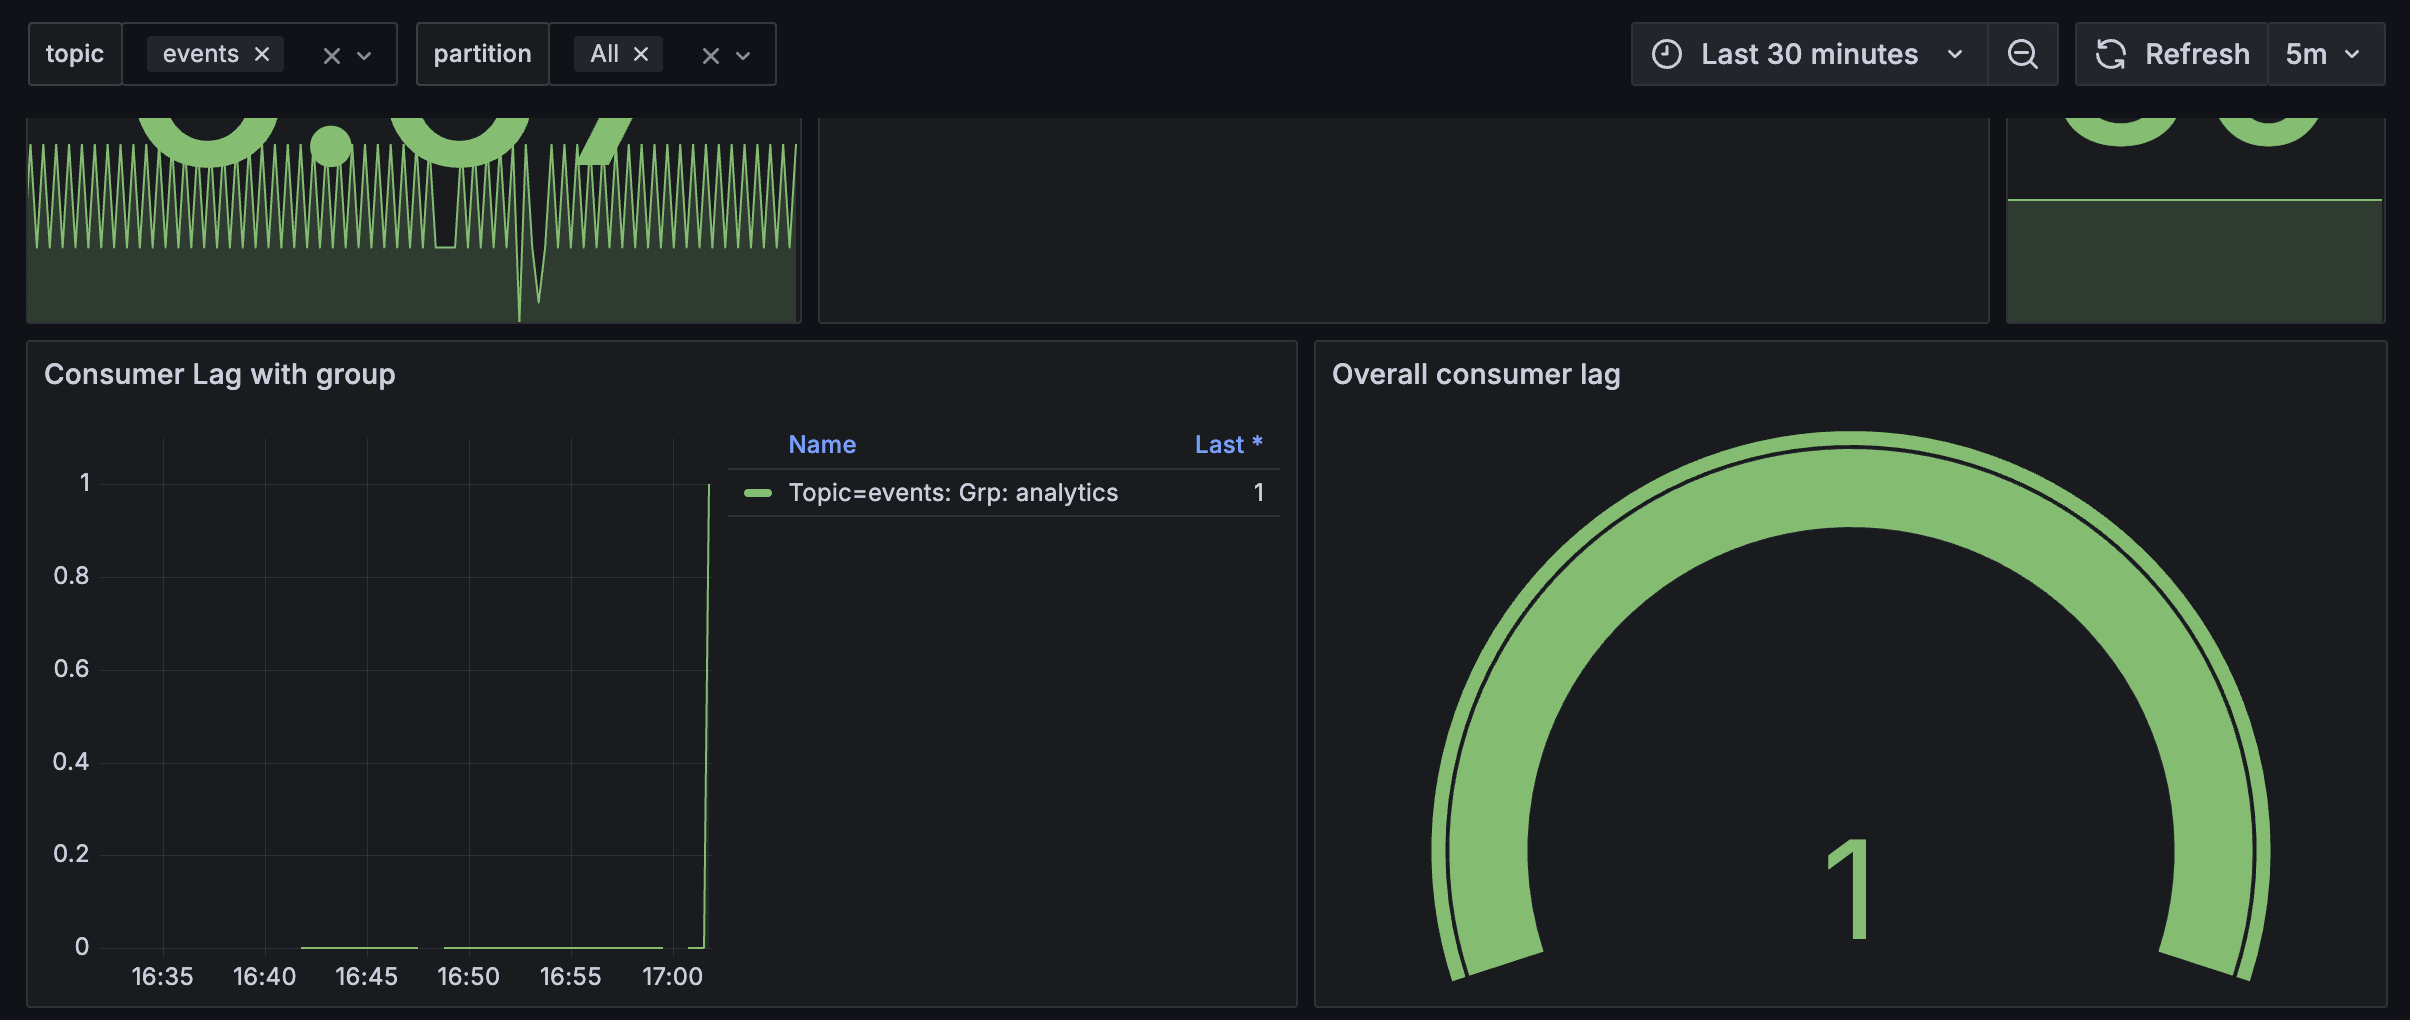 topic events partition All Last 30 minutes Refresh 5m
Consumer Lag with group
Overall consumer lag
Name Last *
Topic=events: Grp: analytics 1
1
0.8
0.6
0.4
0.2
0
16:35 16:40 16:45 16:50 16:55 17:00
1